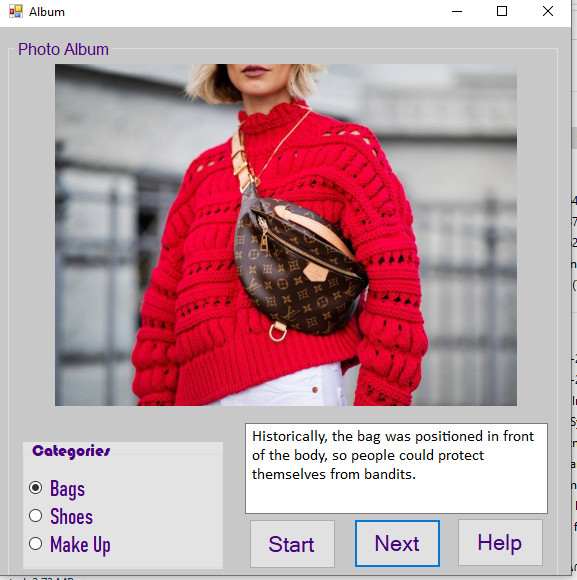 Album
Photo Album
Categories
Bags
Shoes
Make Up
Historically, the bag was positioned in front
of the body, so people could protect
themselves from bandits.
Start
Next
Help